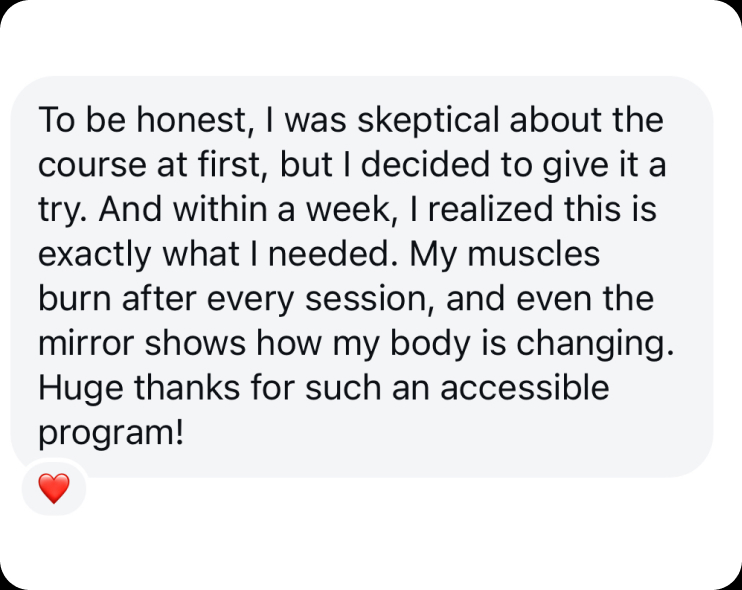 To be honest, I was skeptical about the
course at first, but I decided to give it a
try. And within a week, I realized this is
exactly what I needed. My muscles
burn after every session, and even the
mirror shows how my body is changing.
Huge thanks for such an accessible
program!